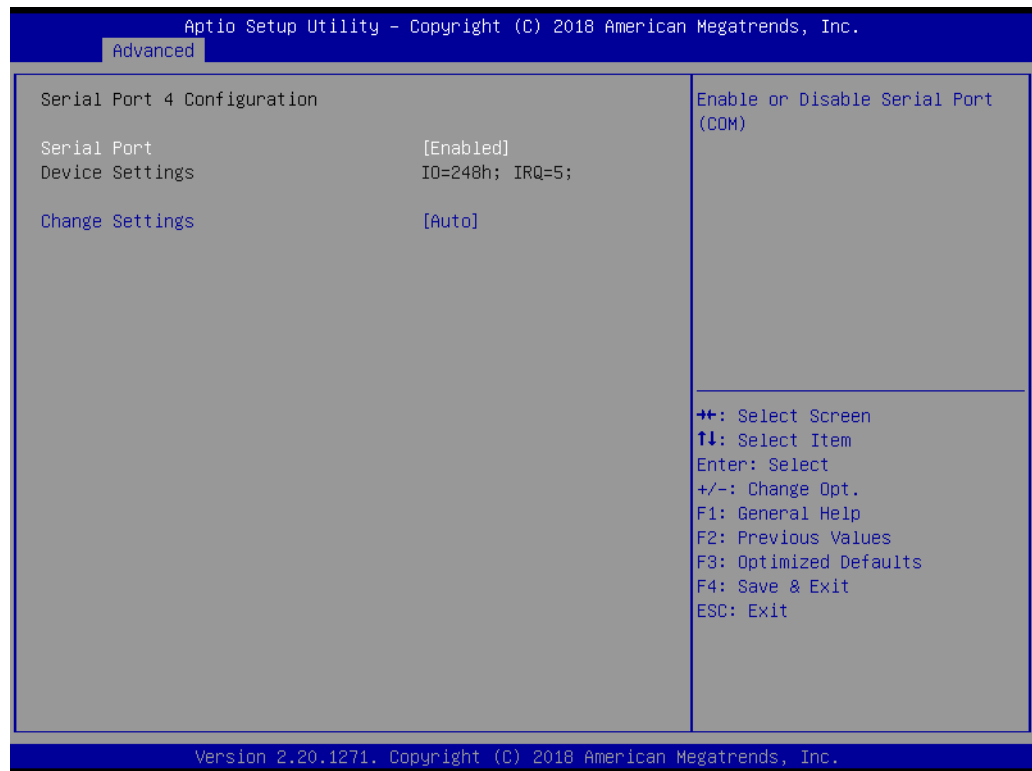 Aptio Setup Utility – Copyright (C) 2018 American Megatrends, Inc.
Advanced
Serial Port 4 Configuration
Serial Port [Enabled]
Device Settings IO=248h; IRQ=5;
Change Settings [Auto]
Enable or Disable Serial Port
(COM)
→←: Select Screen
↑↓: Select Item
Enter: Select
+/-: Change Opt.
F1: General Help
F2: Previous Values
F3: Optimized Defaults
F4: Save & Exit
ESC: Exit
Version 2.20.1271. Copyright (C) 2018 American Megatrends, Inc.